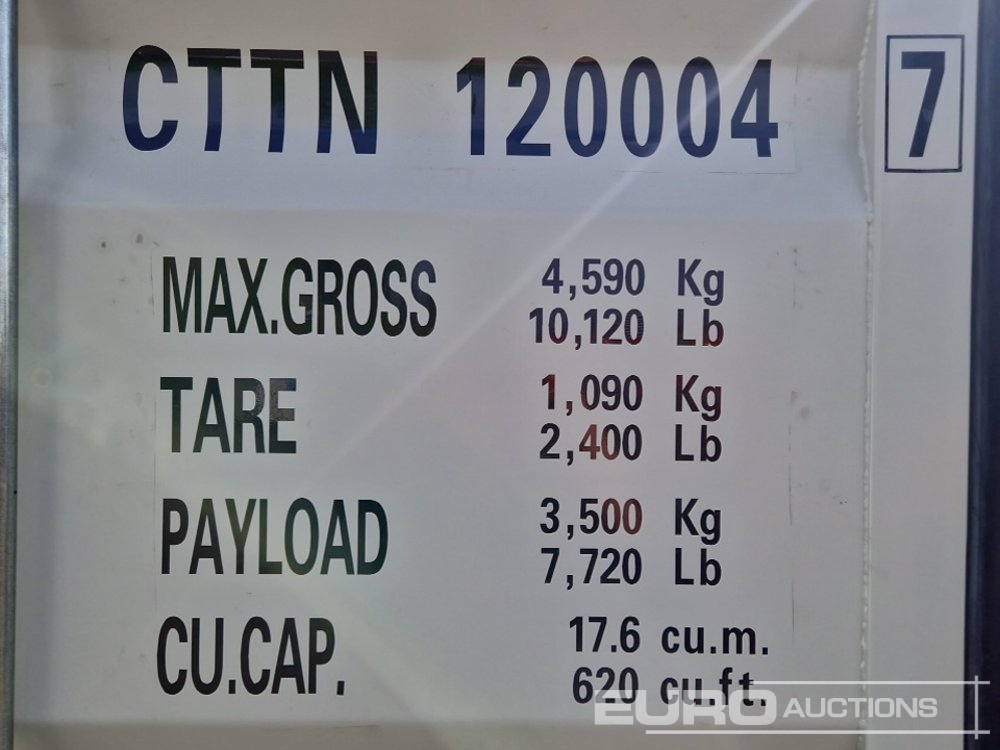 CTTN 120004 7
MAX.GROSS 4,590 Kg
10,120 Lb
TARE 1,090 Kg
2,400 Lb
PAYLOAD 3,500 Kg
7,720 Lb
CU.CAP. 17.6 cu.m.
620 cu.ft.
EURO AUCTIONS